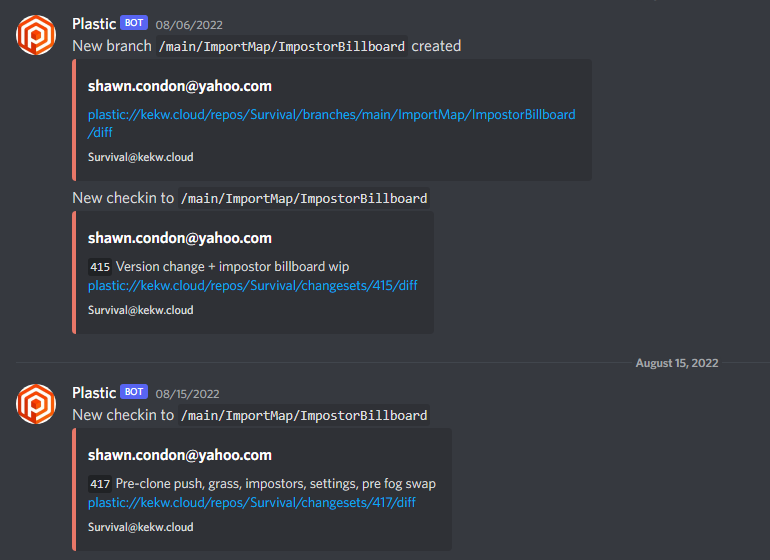 Plastic BOT 08/06/2022
New branch /main/ImportMap/ImpostorBillboard created
shawn.condon@yahoo.com
plastic://kekw.cloud/repos/Survival/branches/main/ImportMap/ImpostorBillboard
/diff
Survival@kekw.cloud
New checkin to /main/ImportMap/ImpostorBillboard
shawn.condon@yahoo.com
415 Version change + impostor billboard wip
plastic://kekw.cloud/repos/Survival/changesets/415/diff
Survival@kekw.cloud
August 15, 2022
Plastic BOT 08/15/2022
New checkin to /main/ImportMap/ImpostorBillboard
shawn.condon@yahoo.com
417 Pre-clone push, grass, impostors, settings, pre fog swap
plastic://kekw.cloud/repos/Survival/changesets/417/diff
Survival@kekw.cloud